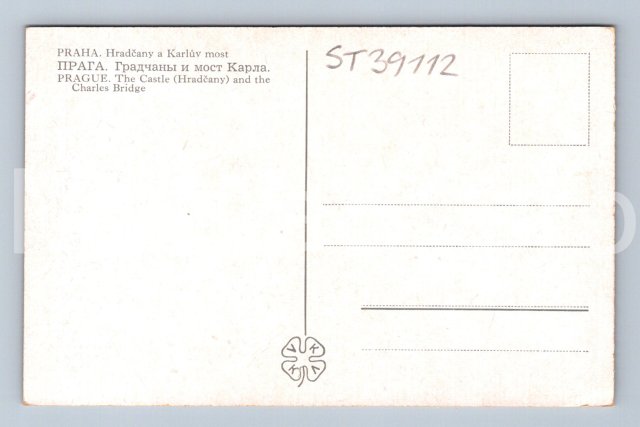 PRAHA. Hradčany a Karlův most
ПРАГА. Градчаны и мост Карла.
PRAGUE. The Castle (Hradčany) and the
Charles Bridge
ST39112